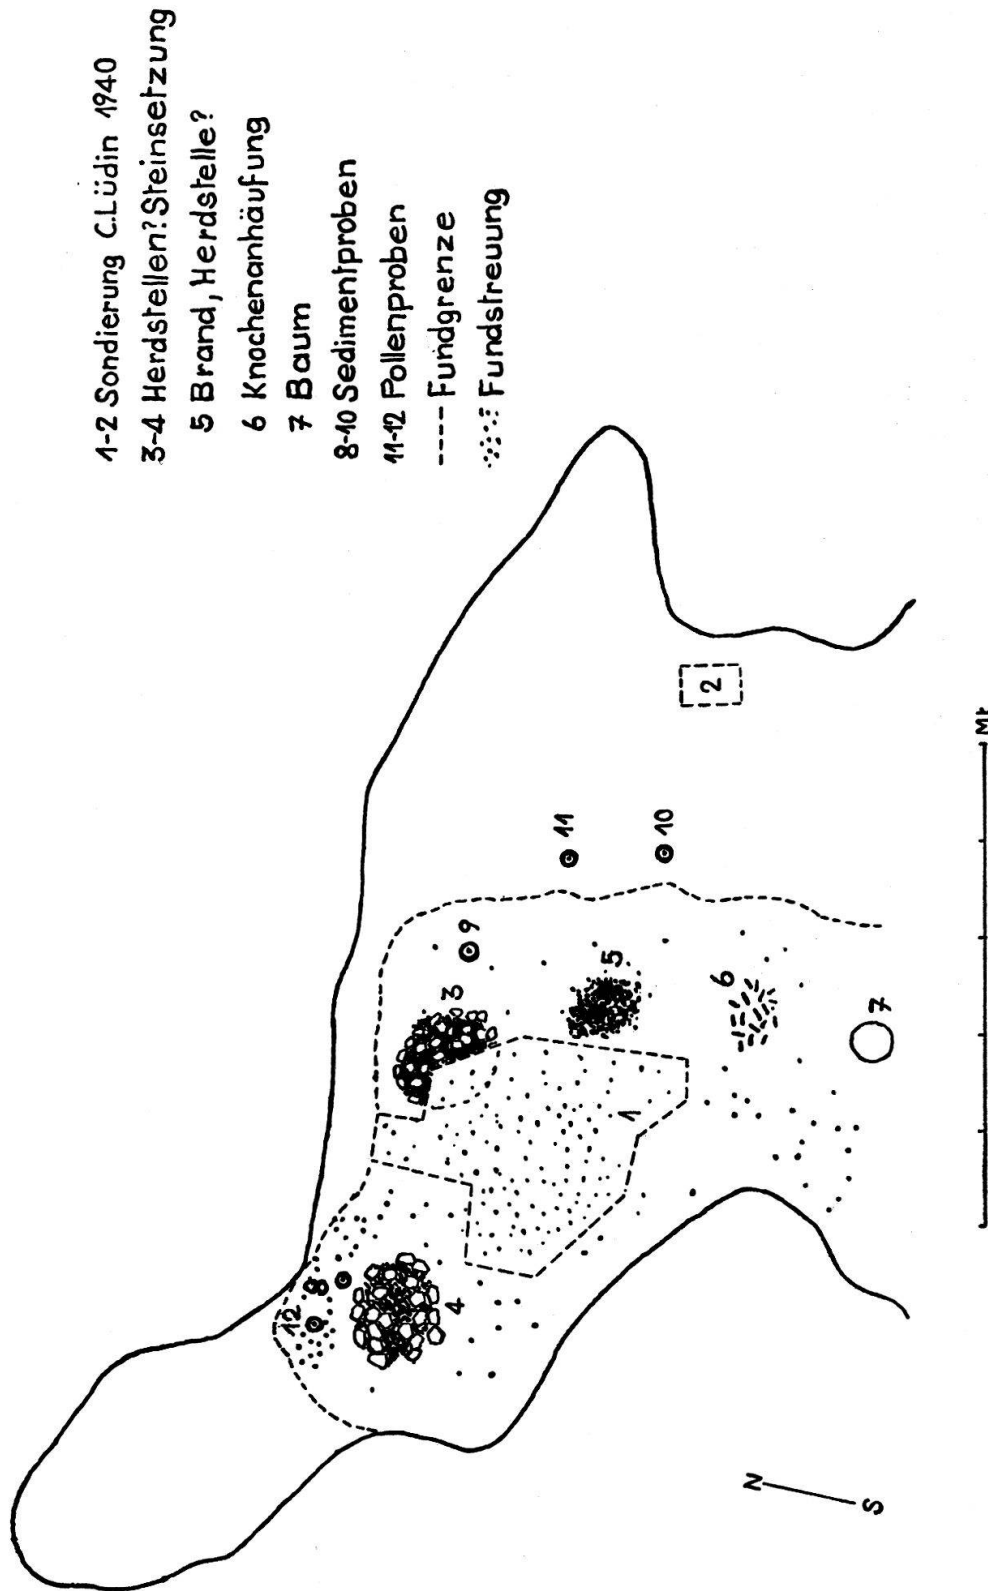 1-2 Sondierung C.Lüdin 1940
3-4 Herdstellen? Steinsetzung
5 Brand, Herdstelle?
6 Knochenanhäufung
7 Baum
8-10 Sedimentproben
11-12 Pollenproben
Fundgrenze
Fundstreuung
12
8
4
3
9
1
5
11
10
6
2
7
N
S